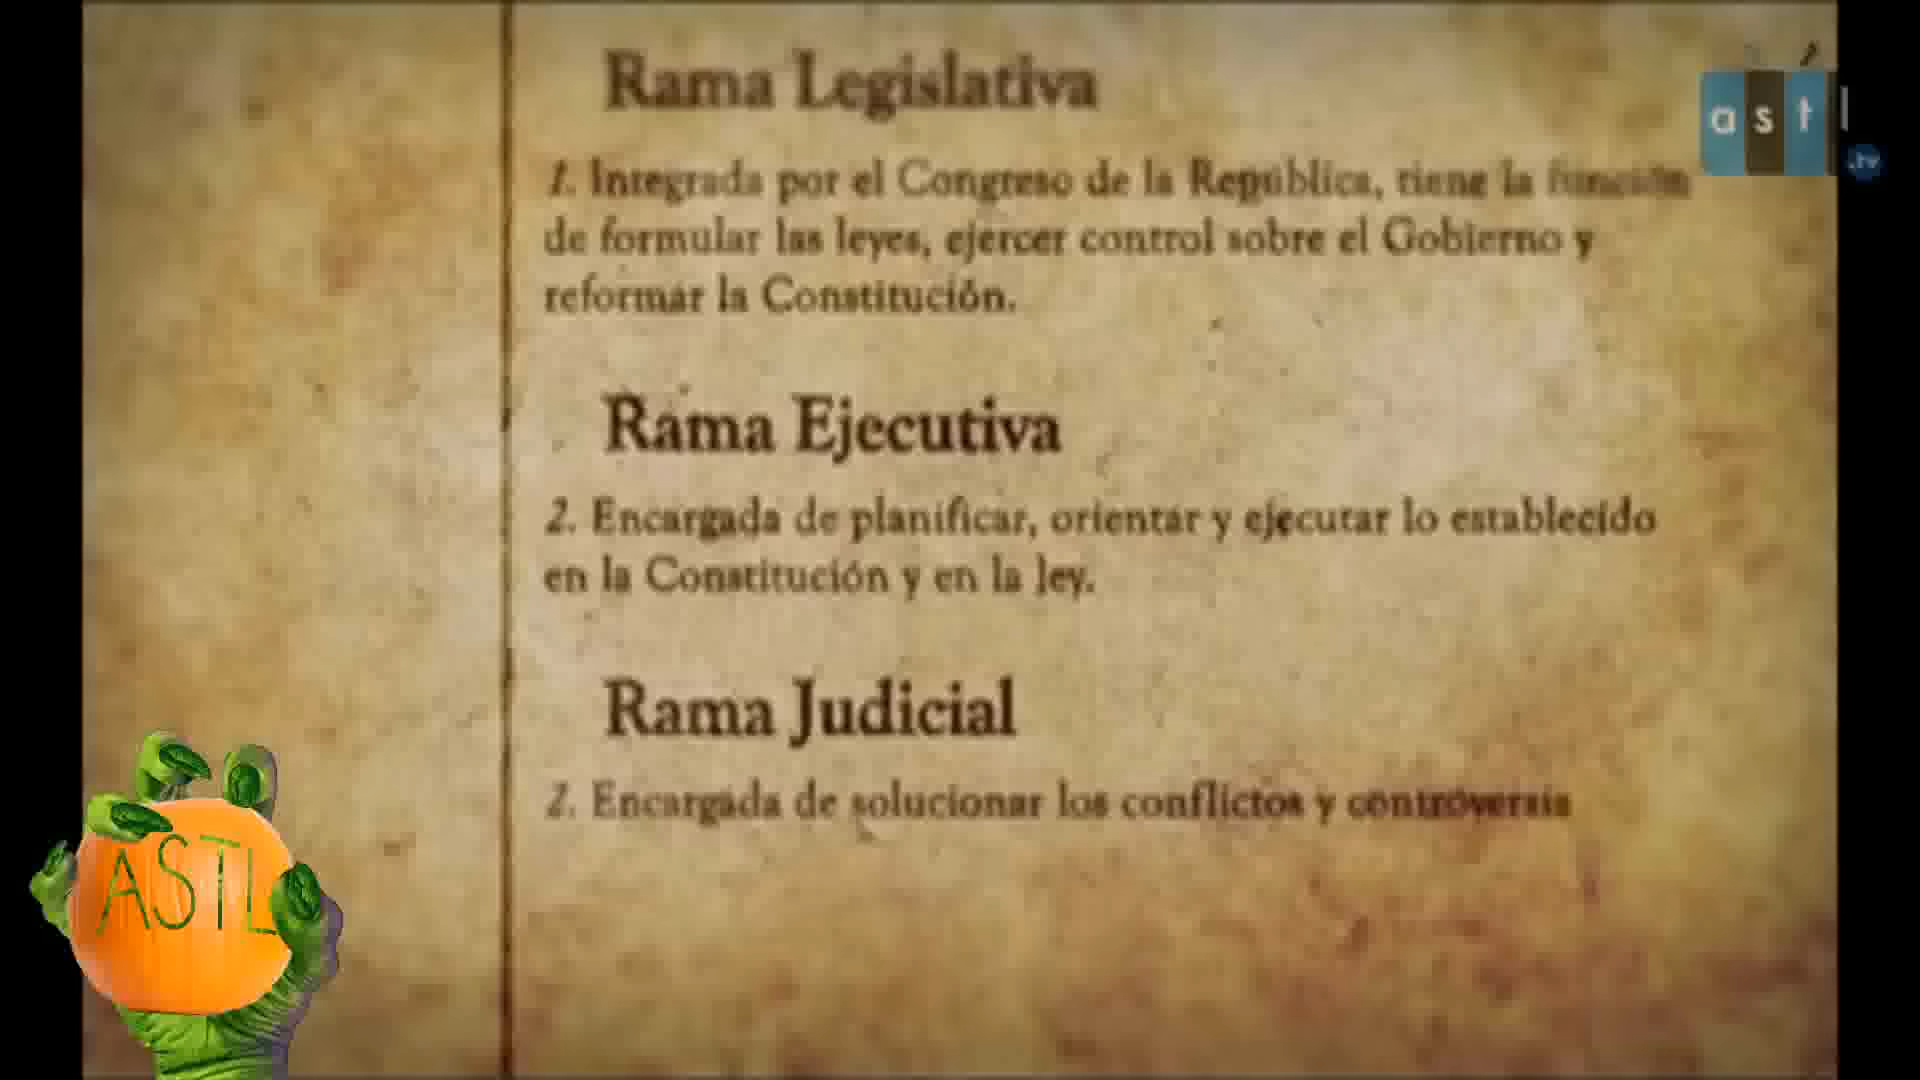 Rama Legislativa
1. Integrada por el Congreso de la República, tiene la función
de formular las leyes, ejercer control sobre el Gobierno y
reformar la Constitución.
Rama Ejecutiva
2. Encargada de planificar, orientar y ejecutar lo establecido
en la Constitución y en la ley.
Rama Judicial
2. Encargada de solucionar los conflictos y controversia
astl
.tv
ASTL